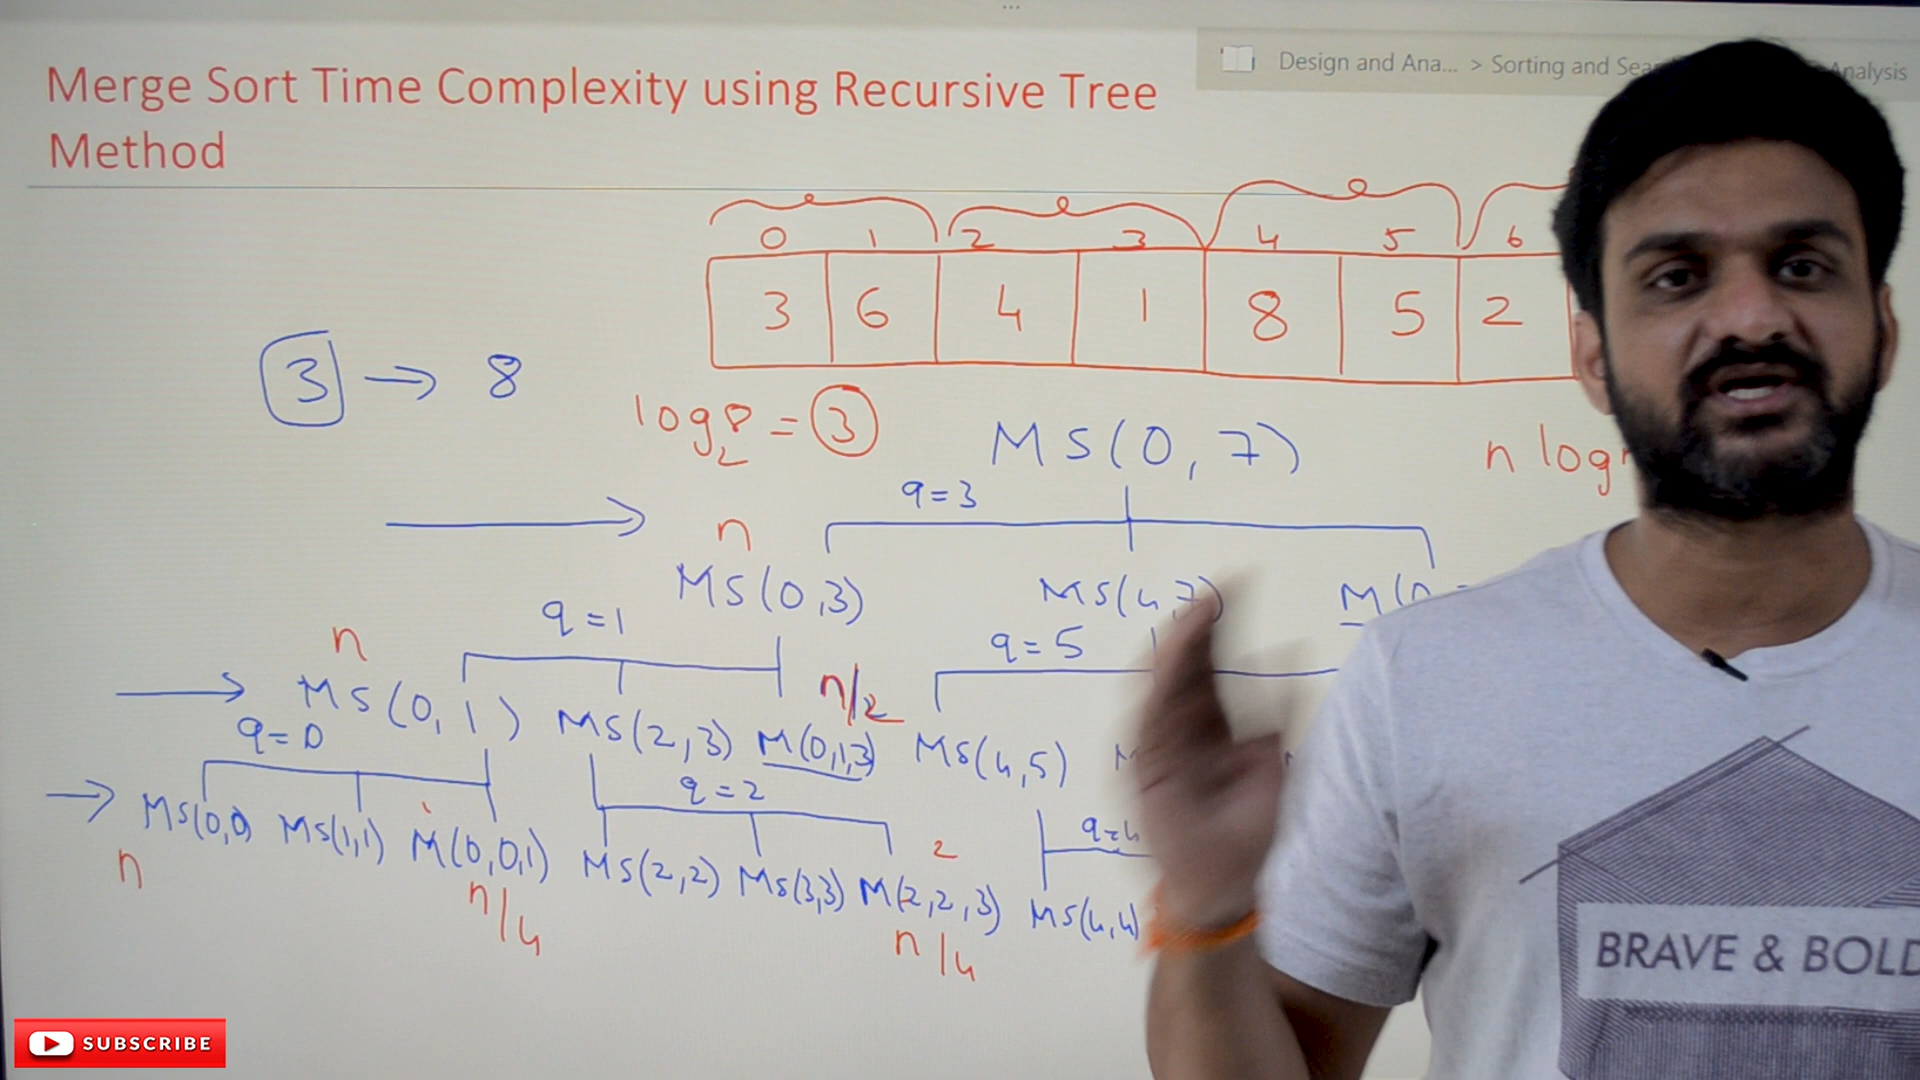 Design and Ana... > Sorting and Sea
Analysis
Merge Sort Time Complexity using Recursive Tree
Method
0 1 2 3 4 5 6
3 6 4 1 8 5 2
3 → 8
log₂8 = 3
MS(0,7)
n log
q=3
n
MS(0,3) MS(4,7) M(0
q=1
q=5
n
n/2
MS(0,1) MS(2,3) M(0,1,3) MS(4,5) M
q=0
q=2
q=4
MS(0,0) MS(1,1) M(0,0,1) MS(2,2) MS(3,3) M(2,2,3) MS(4,4)
2
n
n/4
n/4
BRAVE & BOLD
SUBSCRIBE